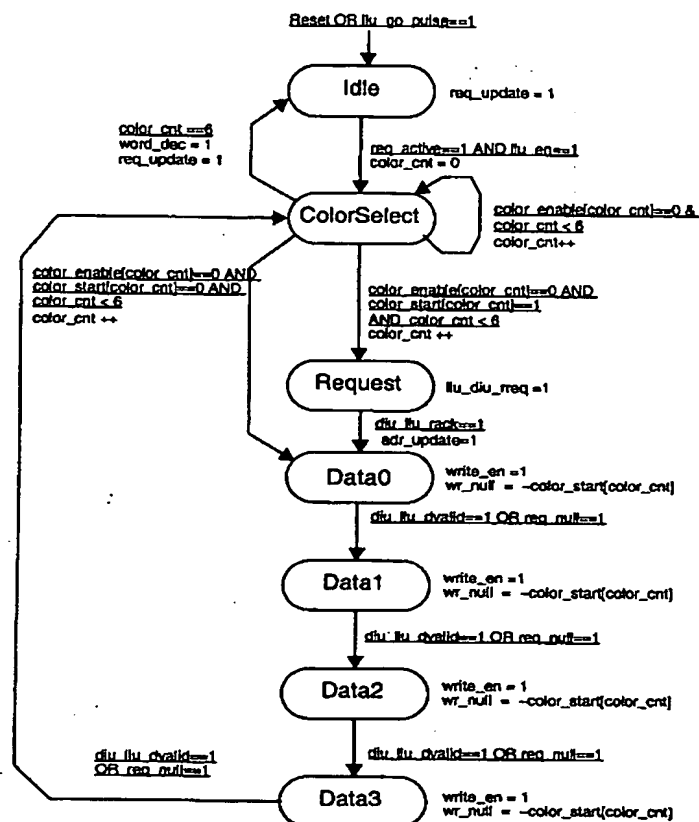 Reset OR llu_go_pulse==1
Idle
req_update = 1
color_cnt ==6
word_dec = 1
req_update = 1
req_active==1 AND llu_en==1
color_cnt = 0
ColorSelect
color_enable[color_cnt]==0 &
color_cnt < 6
color_cnt++
color_enable[color_cnt]==0 AND
color_start[color_cnt]==0 AND
color_cnt < 6
color_cnt ++
color_enable[color_cnt]==0 AND
color_start[color_cnt]==1
AND color_cnt < 6
color_cnt ++
Request
llu_diu_rreq =1
diu_llu_rack==1
adr_update=1
Data0
write_en =1
wr_null = ~color_start[color_cnt]
diu_llu_dvalid==1 OR req_null==1
Data1
write_en =1
wr_null = ~color_start[color_cnt]
diu_llu_dvalid==1 OR req_null==1
Data2
write_en = 1
wr_null = ~color_start[color_cnt]
diu_llu_dvalid==1
OR req_null==1
diu_llu_dvalid==1 OR req_null==1
Data3
write_en = 1
wr_null = ~color_start[color_cnt]